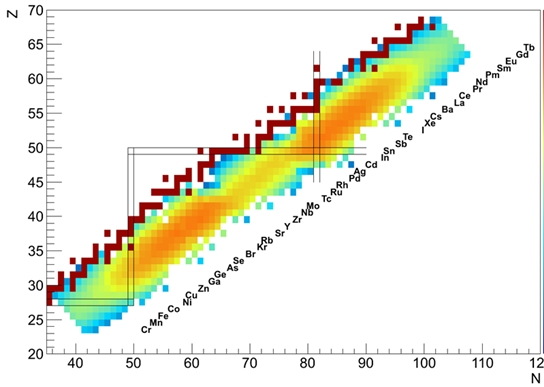 Z
70
65
60
55
50
45
40
35
30
25
20
Tb
Gd
Eu
Sm
Pm
Nd
Pr
Ce
La
Ba
Cs
Xe
I
Te
Sb
Sn
In
Cd
Ag
Pd
Rh
Ru
Tc
Mo
Nb
Zr
Y
Sr
Rb
Kr
Br
Se
As
Ge
Ga
Zn
Cu
Ni
Co
Fe
Mn
Cr
40 50 60 70 80 90 100 110 120
N